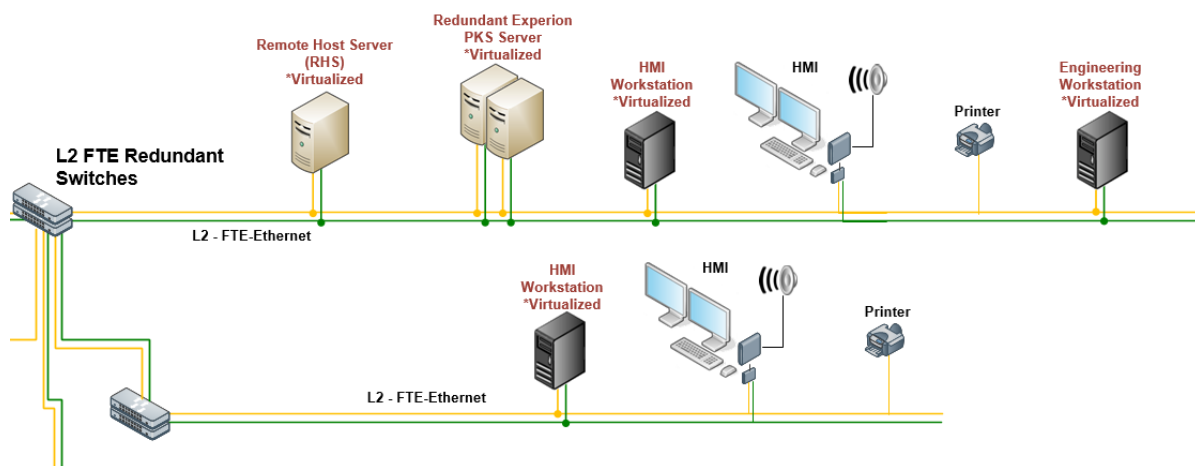 Remote Host Server
(RHS)
*Virtualized
Redundant Experion
PKS Server
*Virtualized
HMI
Workstation
*Virtualized
HMI
Printer
Engineering
Workstation
*Virtualized
L2 FTE Redundant
Switches
L2 - FTE-Ethernet
HMI
Workstation
*Virtualized
HMI
Printer
L2 - FTE-Ethernet